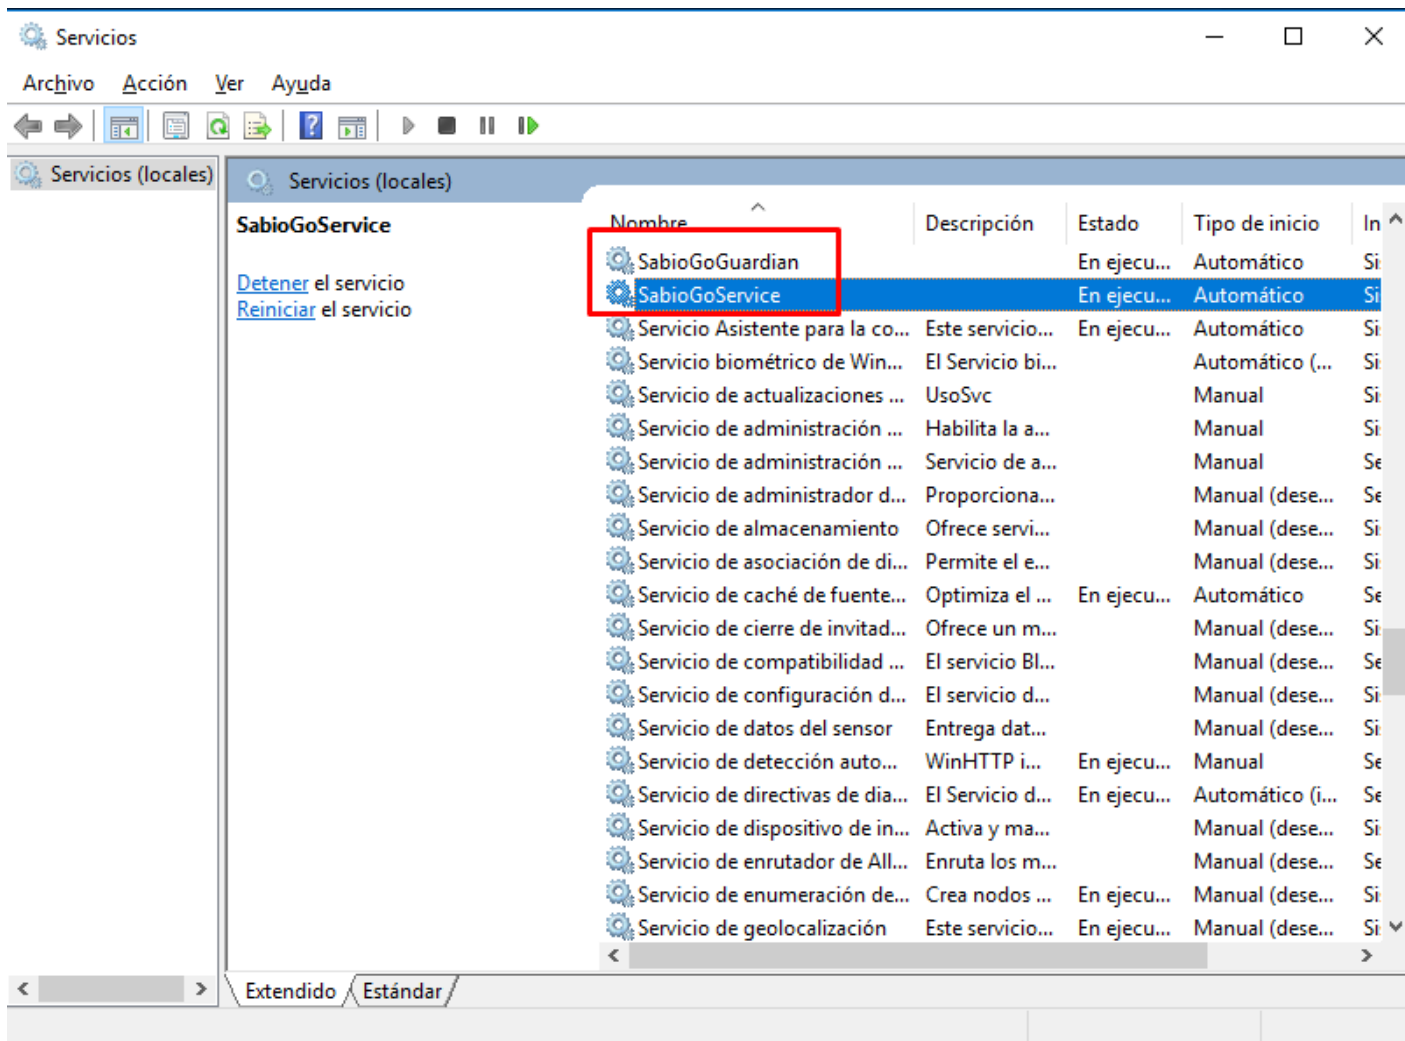 Servicios
Archivo Acción Ver Ayuda
Servicios (locales)
Servicios (locales)
SabioGoService
Detener el servicio
Reiniciar el servicio
Nombre Descripción Estado Tipo de inicio In
SabioGoGuardian En ejecu... Automático Si
SabioGoService En ejecu... Automático Si
Servicio Asistente para la co... Este servicio... En ejecu... Automático Si
Servicio biométrico de Win... El Servicio bi... Automático (... Si
Servicio de actualizaciones ... UsoSvc Manual Si
Servicio de administración ... Habilita la a... Manual Si
Servicio de administración ... Servicio de a... Manual Se
Servicio de administrador d... Proporciona... Manual (dese... Se
Servicio de almacenamiento Ofrece servi... Manual (dese... Si
Servicio de asociación de di... Permite el e... Manual (dese... Si
Servicio de caché de fuente... Optimiza el ... En ejecu... Automático Se
Servicio de cierre de invitad... Ofrece un m... Manual (dese... Si
Servicio de compatibilidad ... El servicio Bl... Manual (dese... Se
Servicio de configuración d... El servicio d... Manual (dese... Si
Servicio de datos del sensor Entrega dat... Manual (dese... Si
Servicio de detección auto... WinHTTP i... En ejecu... Manual Se
Servicio de directivas de dia... El Servicio d... En ejecu... Automático (i... Se
Servicio de dispositivo de in... Activa y ma... Manual (dese... Si
Servicio de enrutador de All... Enruta los m... Manual (dese... Se
Servicio de enumeración de... Crea nodos ... En ejecu... Manual (dese... Si
Servicio de geolocalización Este servicio... En ejecu... Manual (dese... Si
Extendido Estándar